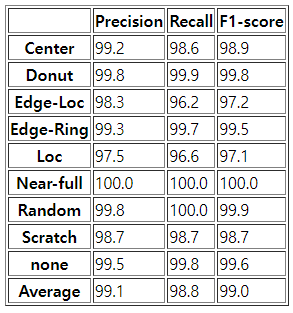 Precision Recall F1-score
Center 99.2 98.6 98.9
Donut 99.8 99.9 99.8
Edge-Loc 98.3 96.2 97.2
Edge-Ring 99.3 99.7 99.5
Loc 97.5 96.6 97.1
Near-full 100.0 100.0 100.0
Random 99.8 100.0 99.9
Scratch 98.7 98.7 98.7
none 99.5 99.8 99.6
Average 99.1 98.8 99.0